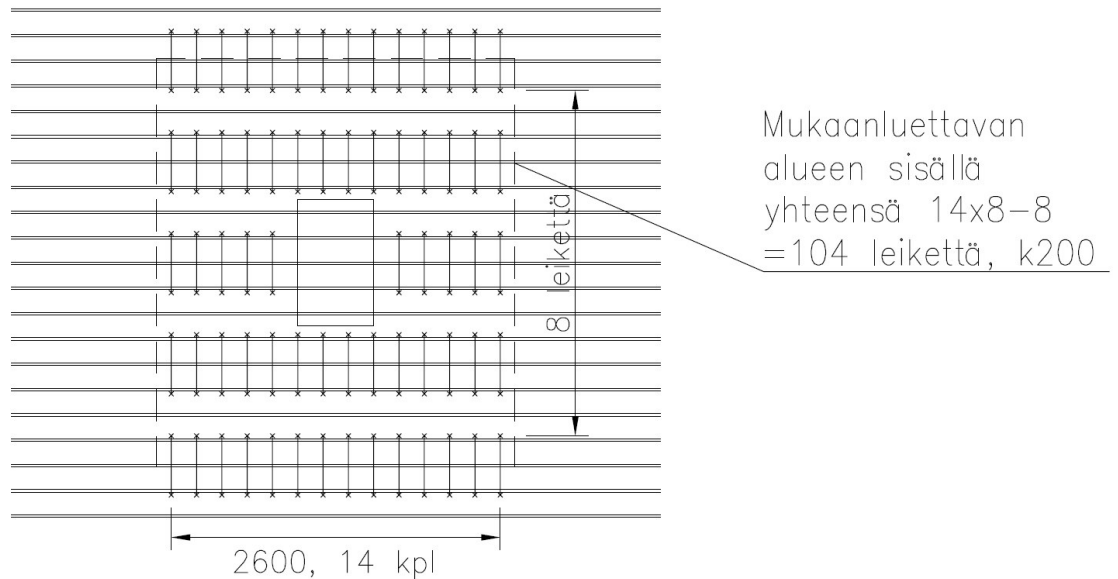 Mukaanluettavan
alueen sisällä
yhteensä 14x8-8
=104 leikettä, k200
8 leikettä
2600, 14 kpl